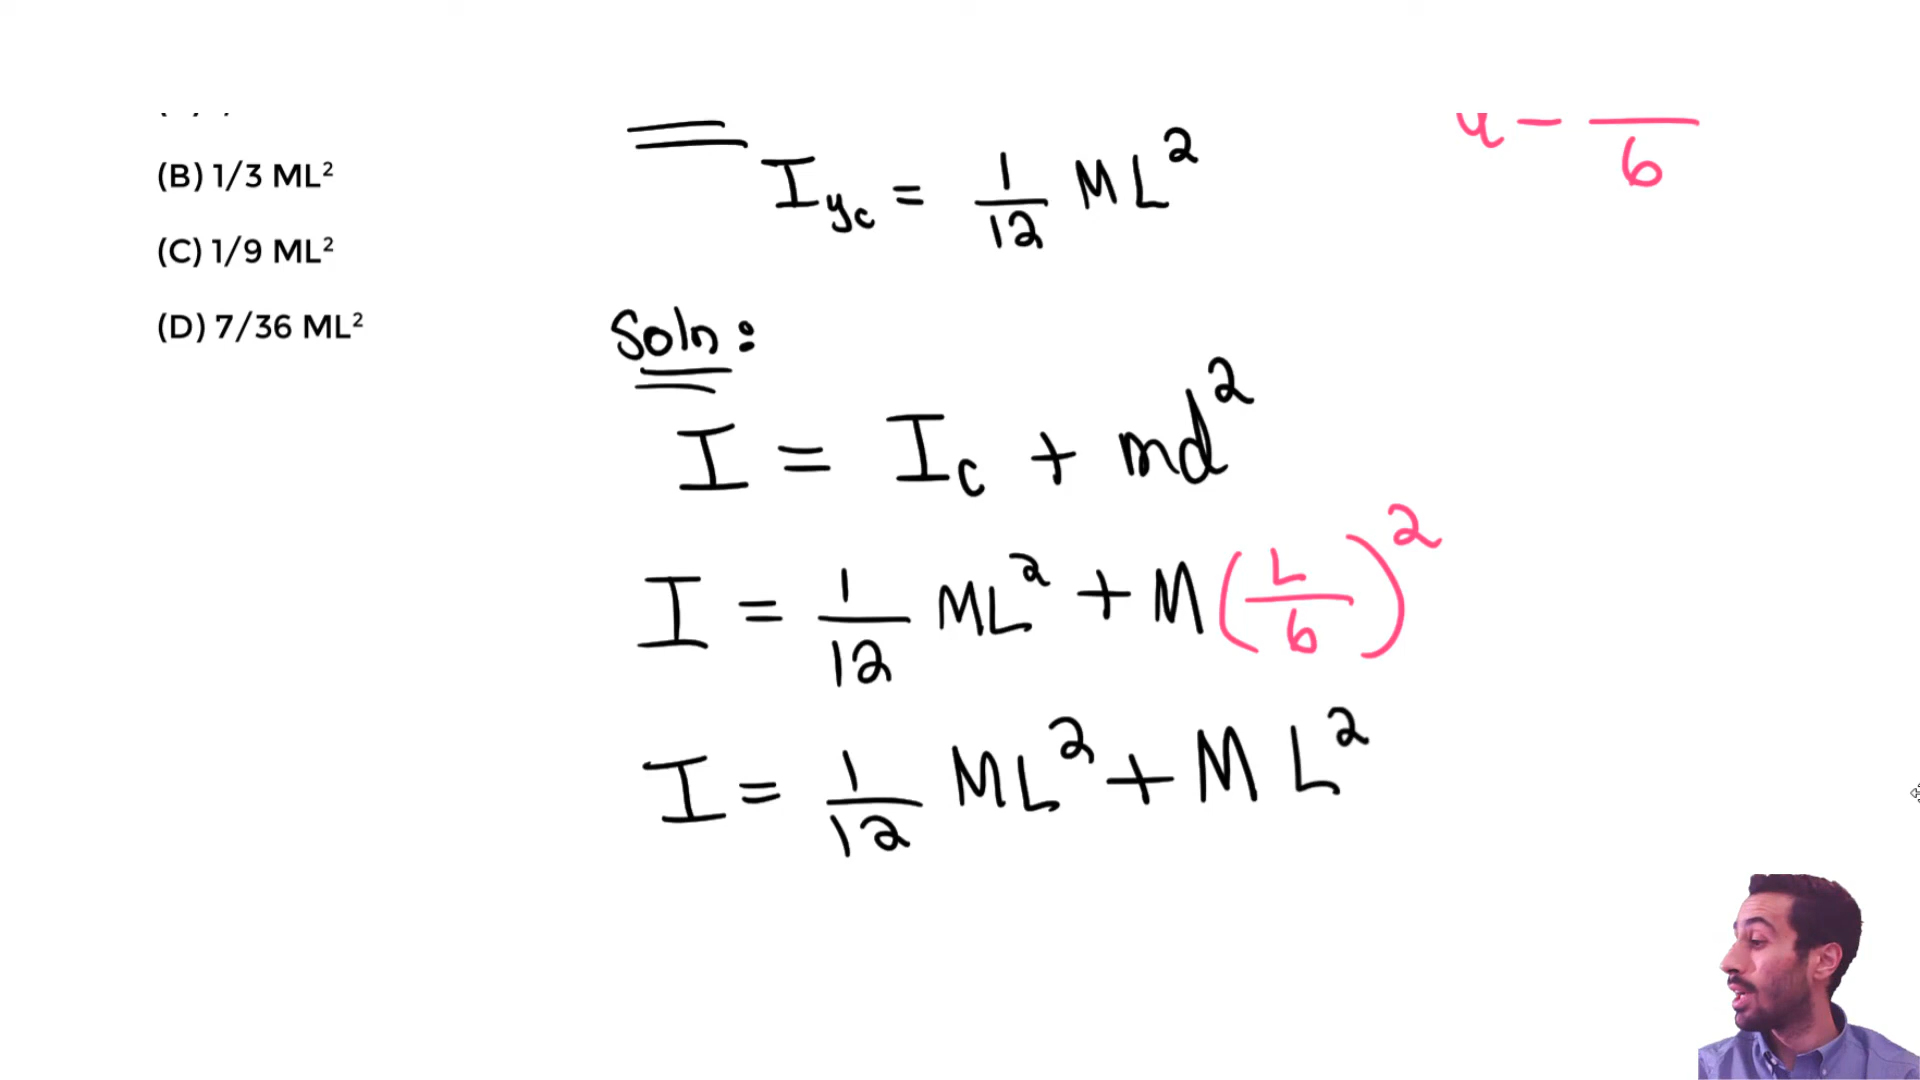 (B) 1/3 ML²
(C) 1/9 ML²
(D) 7/36 ML²
6
I_yc = 1/12 ML²
Soln:
I = I_c + md²
I = 1/12 ML² + M(L/6)²
I = 1/12 ML² + M L²